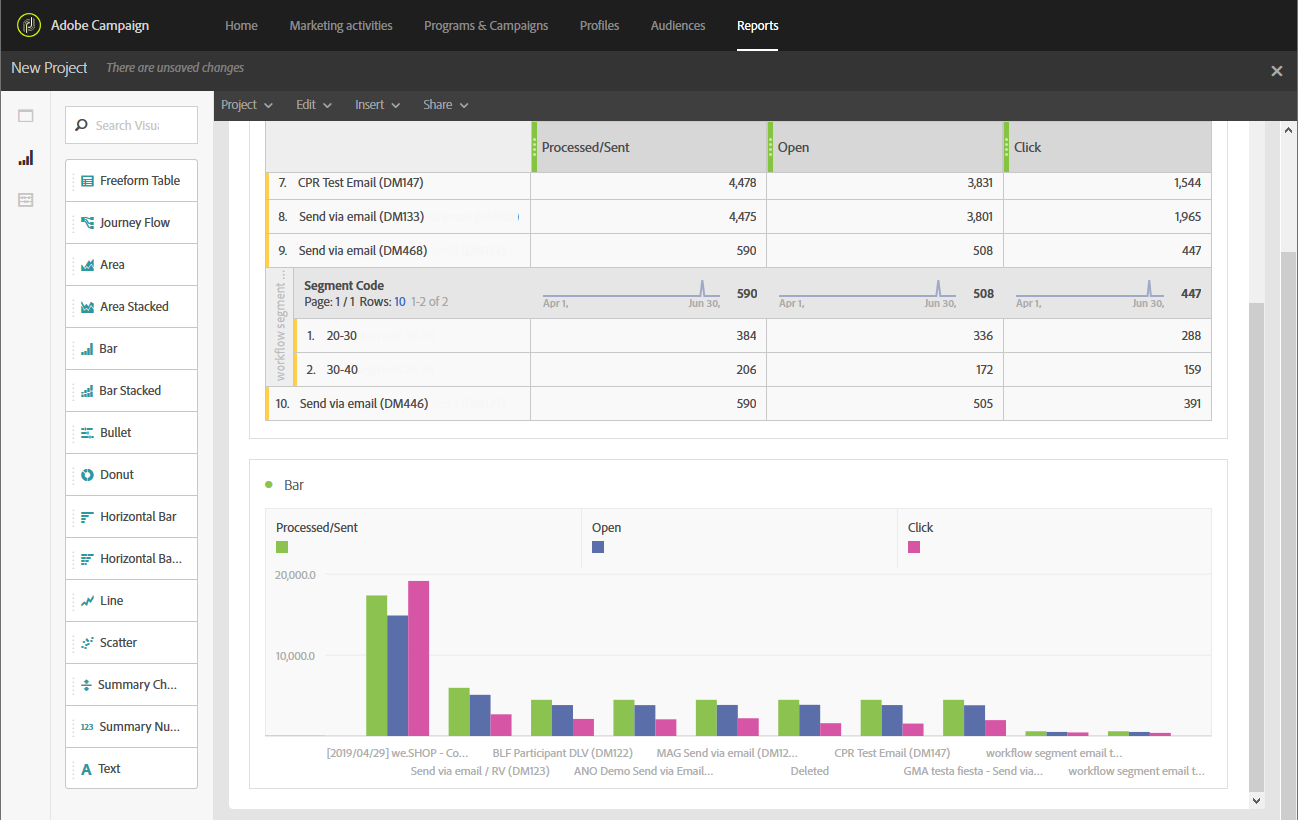 Adobe Campaign Home Marketing activities Programs & Campaigns Profiles Audiences Reports
New Project There are unsaved changes
Project Edit Insert Share
Search Visu
Freeform Table
Journey Flow
Area
Area Stacked
Bar
Bar Stacked
Bullet
Donut
Horizontal Bar
Horizontal Ba...
Line
Scatter
Summary Ch...
123 Summary Nu...
A Text
Processed/Sent Open Click
7. CPR Test Email (DM147) 4,478 3,831 1,544
8. Send via email (DM133) 4,475 3,801 1,965
9. Send via email (DM468) 590 508 447
workflow segment ...
Segment Code
Page: 1 / 1 Rows: 10 1-2 of 2 590 508 447
Apr 1, Jun 30, Apr 1, Jun 30, Apr 1, Jun 30,
1. 20-30 384 336 288
2. 30-40 206 172 159
10. Send via email (DM446) 590 505 391
Bar
Processed/Sent Open Click
20,000.0
10,000.0
[2019/04/29] we.SHOP - Co... BLF Participant DLV (DM122) MAG Send via email (DM12... CPR Test Email (DM147) workflow segment email t...
Send via email / RV (DM123) ANO Demo Send via Email... Deleted GMA testa fiesta - Send via... workflow segment email t...